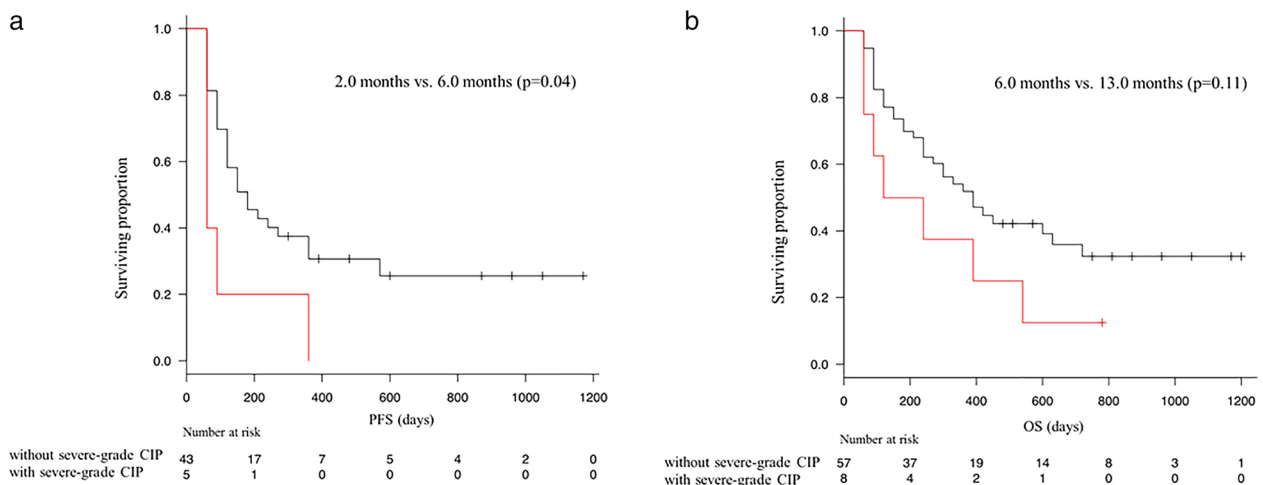 a
1.0
0.8
0.6
0.4
0.2
0.0
Surviving proportion
2.0 months vs. 6.0 months (p=0.04)
0 200 400 600 800 1000 1200
PFS (days)
Number at risk
without severe-grade CIP 43 17 7 5 4 2 0
with severe-grade CIP 5 1 0 0 0 0 0
b
1.0
0.8
0.6
0.4
0.2
0.0
Surviving proportion
6.0 months vs. 13.0 months (p=0.11)
0 200 400 600 800 1000 1200
OS (days)
Number at risk
without severe-grade CIP 57 37 19 14 8 3 1
with severe-grade CIP 8 4 2 1 0 0 0